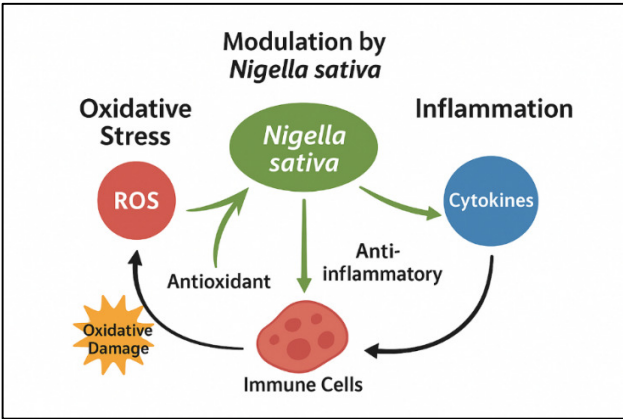 Modulation by
Nigella sativa
Oxidative
Stress
Nigella
sativa
Inflammation
ROS
Cytokines
Antioxidant
Anti-
inflammatory
Oxidative
Damage
Immune Cells